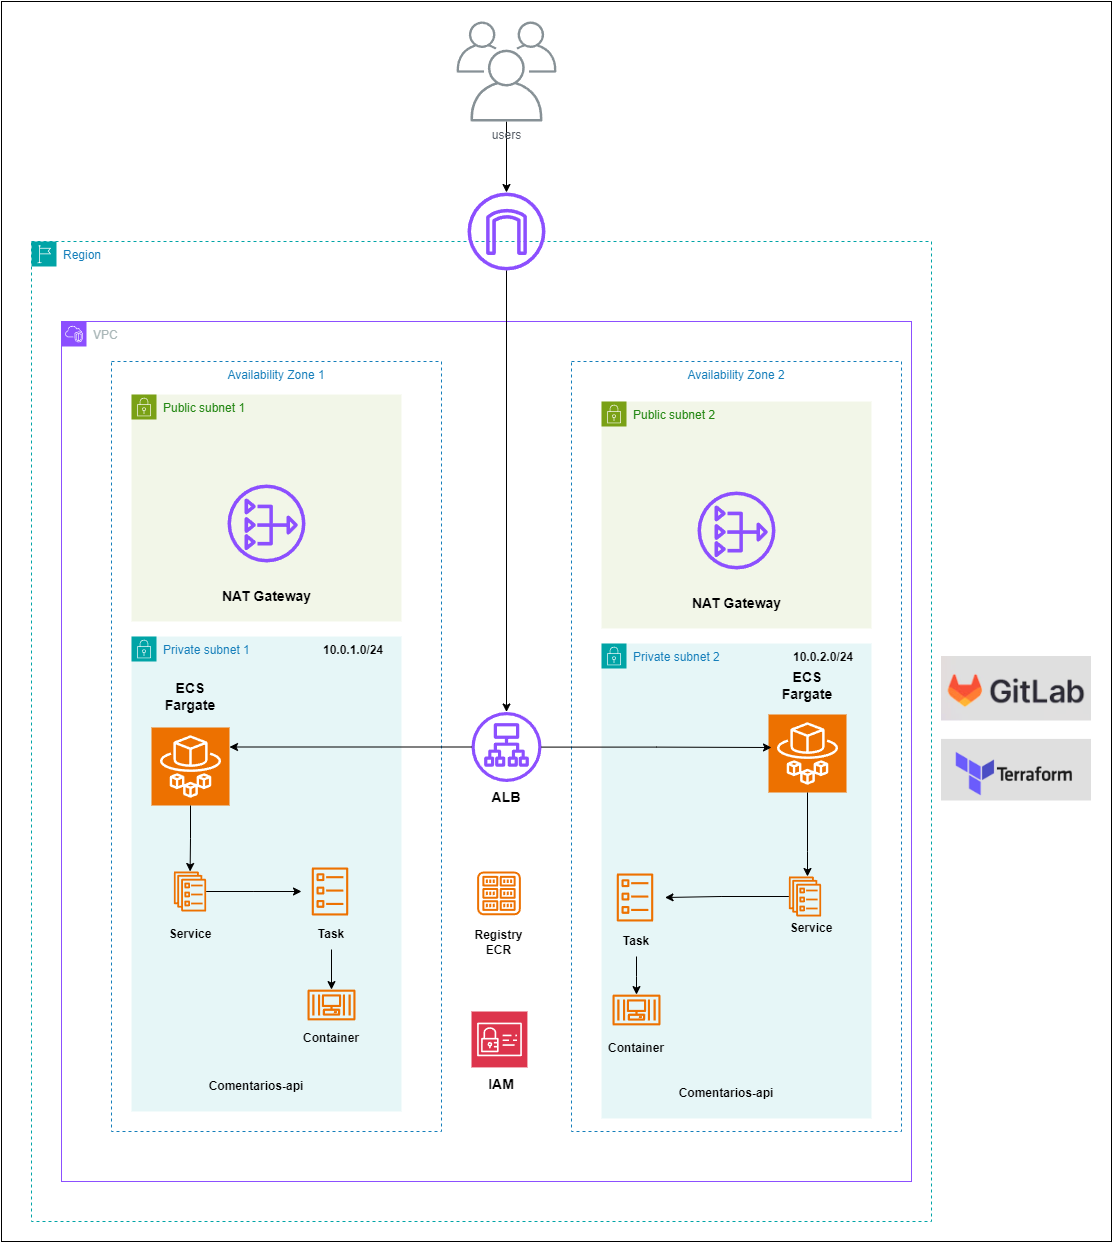 users
Region
VPC
Availability Zone 1
Availability Zone 2
Public subnet 1
Public subnet 2
NAT Gateway
NAT Gateway
Private subnet 1
10.0.1.0/24
Private subnet 2
10.0.2.0/24
ECS
Fargate
ECS
Fargate
GitLab
Terraform
ALB
Service
Task
Registry
ECR
Task
Service
Container
Container
IAM
Comentarios-api
Comentarios-api